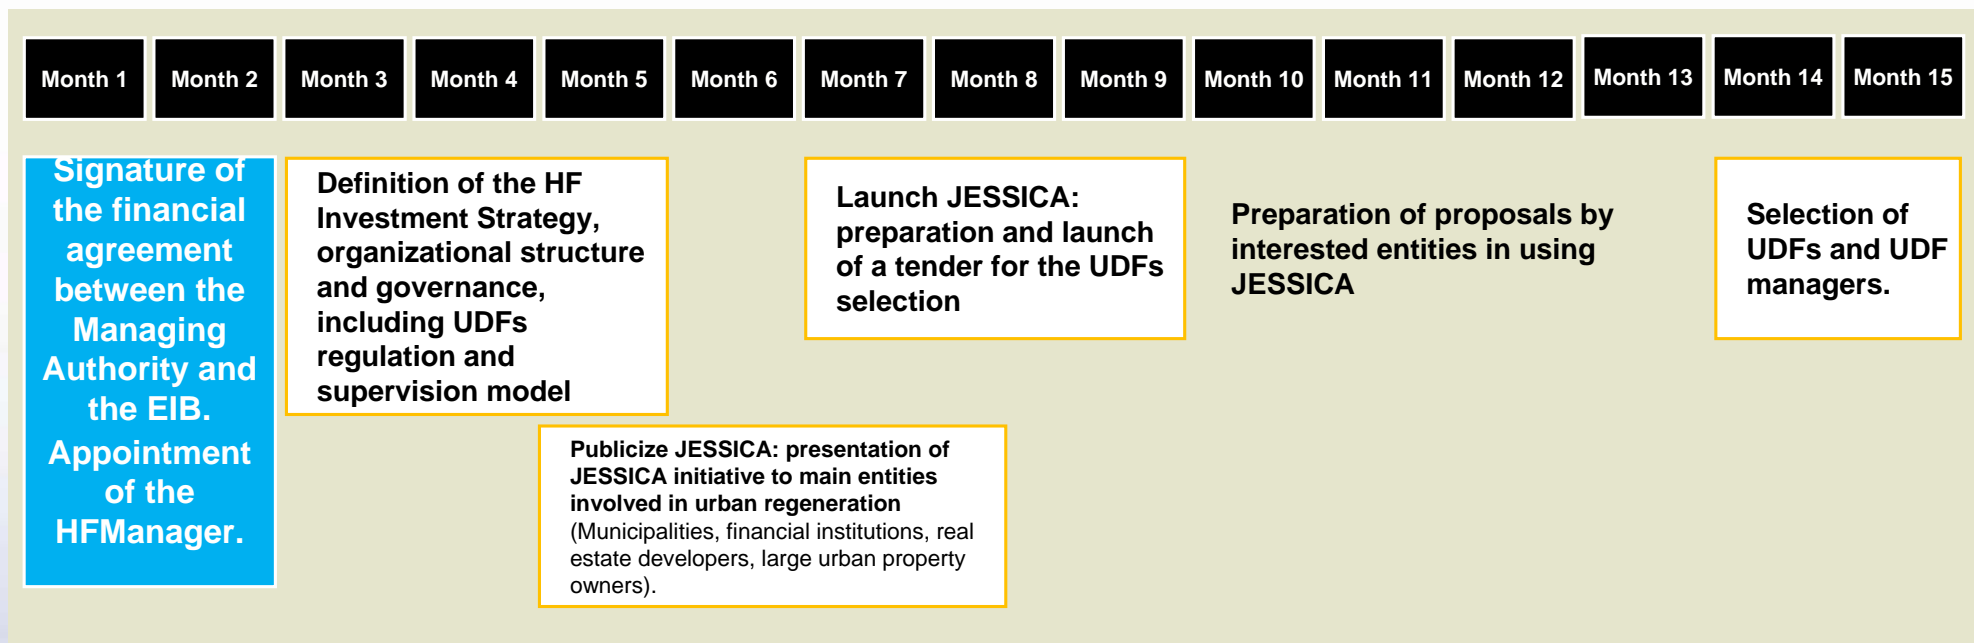 Month 1 Month 2 Month 3 Month 4 Month 5 Month 6 Month 7 Month 8 Month 9 Month 10 Month 11 Month 12 Month 13 Month 14 Month 15
Signature of
the financial
agreement
between the
Managing
Authority and
the EIB.
Appointment
of the
HFManager.
Definition of the HF
Investment Strategy,
organizational structure
and governance,
including UDFs
regulation and
supervision model
Publicize JESSICA: presentation of
JESSICA initiative to main entities
involved in urban regeneration
(Municipalities, financial institutions, real
estate developers, large urban property
owners).
Launch JESSICA:
preparation and launch
of a tender for the UDFs
selection
Preparation of proposals by
interested entities in using
JESSICA
Selection of
UDFs and UDF
managers.